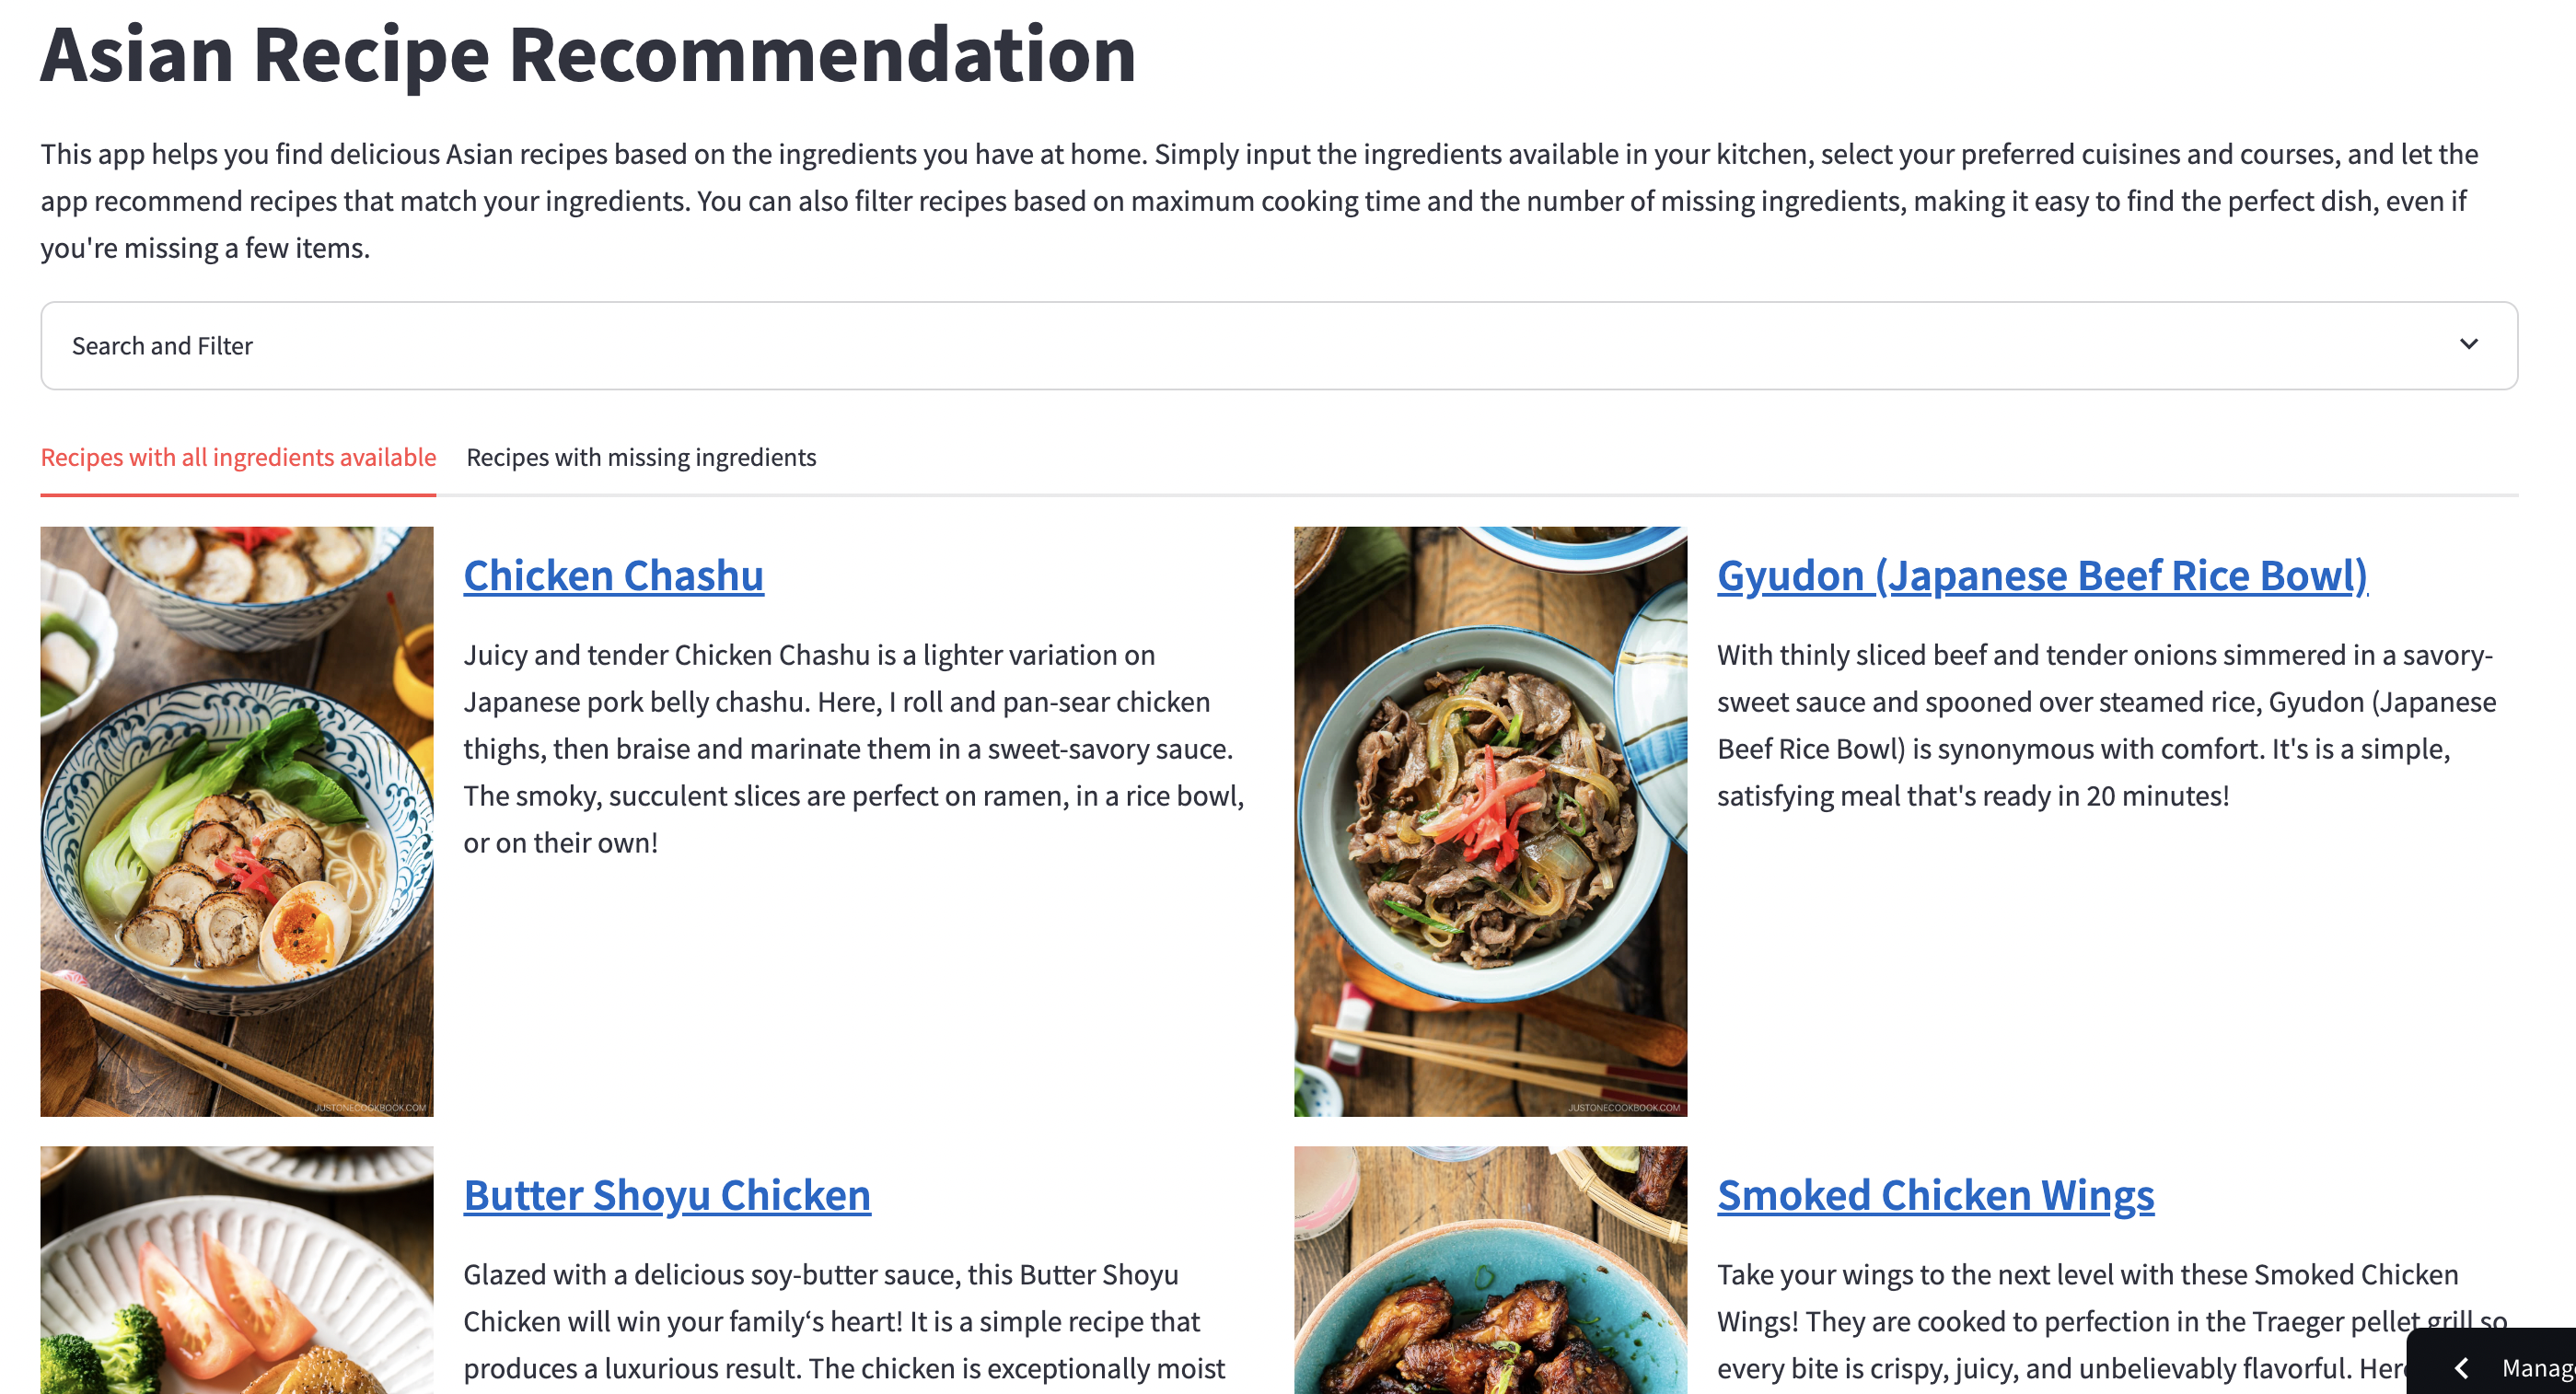 Asian Recipe Recommendation
This app helps you find delicious Asian recipes based on the ingredients you have at home. Simply input the ingredients available in your kitchen, select your preferred cuisines and courses, and let the
app recommend recipes that match your ingredients. You can also filter recipes based on maximum cooking time and the number of missing ingredients, making it easy to find the perfect dish, even if
you're missing a few items.
Search and Filter
Recipes with all ingredients available
Recipes with missing ingredients
Chicken Chashu
Juicy and tender Chicken Chashu is a lighter variation on
Japanese pork belly chashu. Here, I roll and pan-sear chicken
thighs, then braise and marinate them in a sweet-savory sauce.
The smoky, succulent slices are perfect on ramen, in a rice bowl,
or on their own!
JUSTONECOOKBOOK.COM
Gyudon (Japanese Beef Rice Bowl)
With thinly sliced beef and tender onions simmered in a savory-
sweet sauce and spooned over steamed rice, Gyudon (Japanese
Beef Rice Bowl) is synonymous with comfort. It's is a simple,
satisfying meal that's ready in 20 minutes!
JUSTONECOOKBOOK.COM
Butter Shoyu Chicken
Glazed with a delicious soy-butter sauce, this Butter Shoyu
Chicken will win your family‘s heart! It is a simple recipe that
produces a luxurious result. The chicken is exceptionally moist
Smoked Chicken Wings
Take your wings to the next level with these Smoked Chicken
Wings! They are cooked to perfection in the Traeger pellet grill so
every bite is crispy, juicy, and unbelievably flavorful. Her
Manag